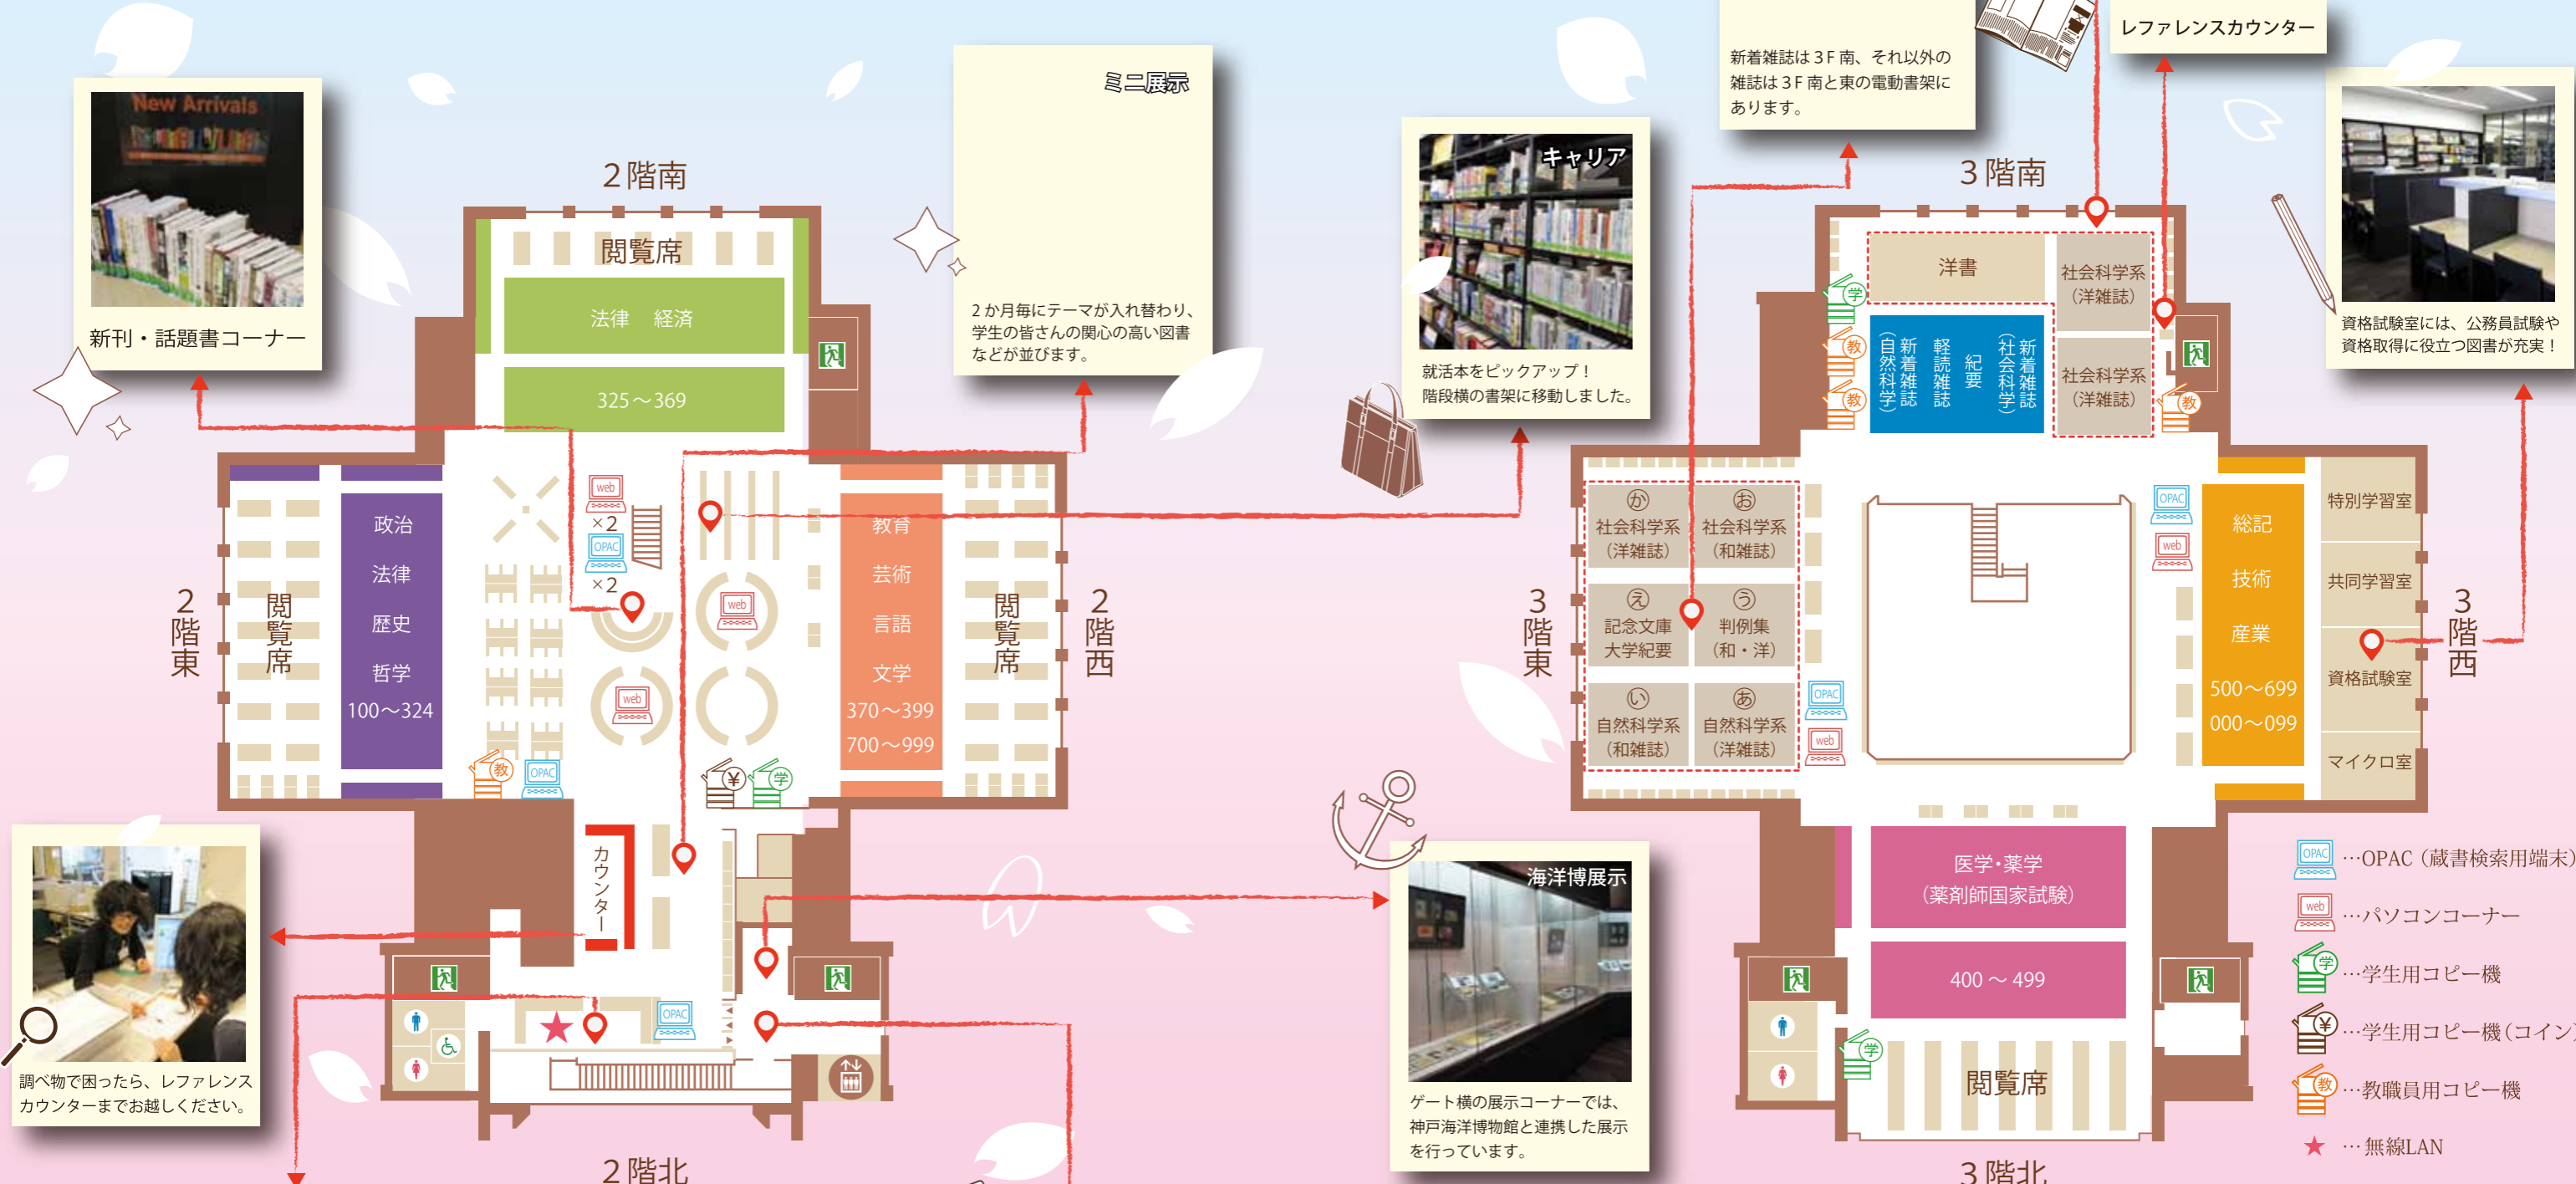 New Arrivals
新刊・話題書コーナー
ミニ展示
2 か月毎にテーマが入れ替わり、
学生の皆さんの関心の高い図書
などが並びます。
キャリア
就活本をピックアップ！
階段横の書架に移動しました。
新着雑誌は３F 南、それ以外の
雑誌は３F 南と東の電動書架に
あります。
レファレンスカウンター
資格試験室には、公務員試験や
資格取得に役立つ図書が充実！
２階南
閲覧席
法律　経済
325～369
２階東
閲覧席
政治
法律
歴史
哲学
100～324
web
×2
OPAC
×2
web
web
教
OPAC
¥
学
教育
芸術
言語
文学
370～399
700～999
閲覧席
２階西
カウンター
OPAC
２階北
調べ物で困ったら、レファレンス
カウンターまでお越しください。
海洋博展示
ゲート横の展示コーナーでは、
神戸海洋博物館と連携した展示
を行っています。
３階南
洋書
社会科学系
（洋雑誌）
社会科学系
（洋雑誌）
学
教
教
教
新着雑誌
（社会科学）
紀要
軽読雑誌
新着雑誌
（自然科学）
３階東
か
社会科学系
（洋雑誌）
お
社会科学系
（和雑誌）
え
記念文庫
大学紀要
う
判例集
（和・洋）
い
自然科学系
（和雑誌）
あ
自然科学系
（洋雑誌）
OPAC
web
OPAC
web
総記
技術
産業
500～699
000～099
特別学習室
共同学習室
資格試験室
マイクロ室
３階西
医学・薬学
（薬剤師国家試験）
400 ～ 499
学
閲覧席
３階北
OPAC …OPAC（蔵書検索用端末）
web …パソコンコーナー
学 …学生用コピー機
¥ …学生用コピー機（コイン）
教 …教職員用コピー機
★ …無線LAN